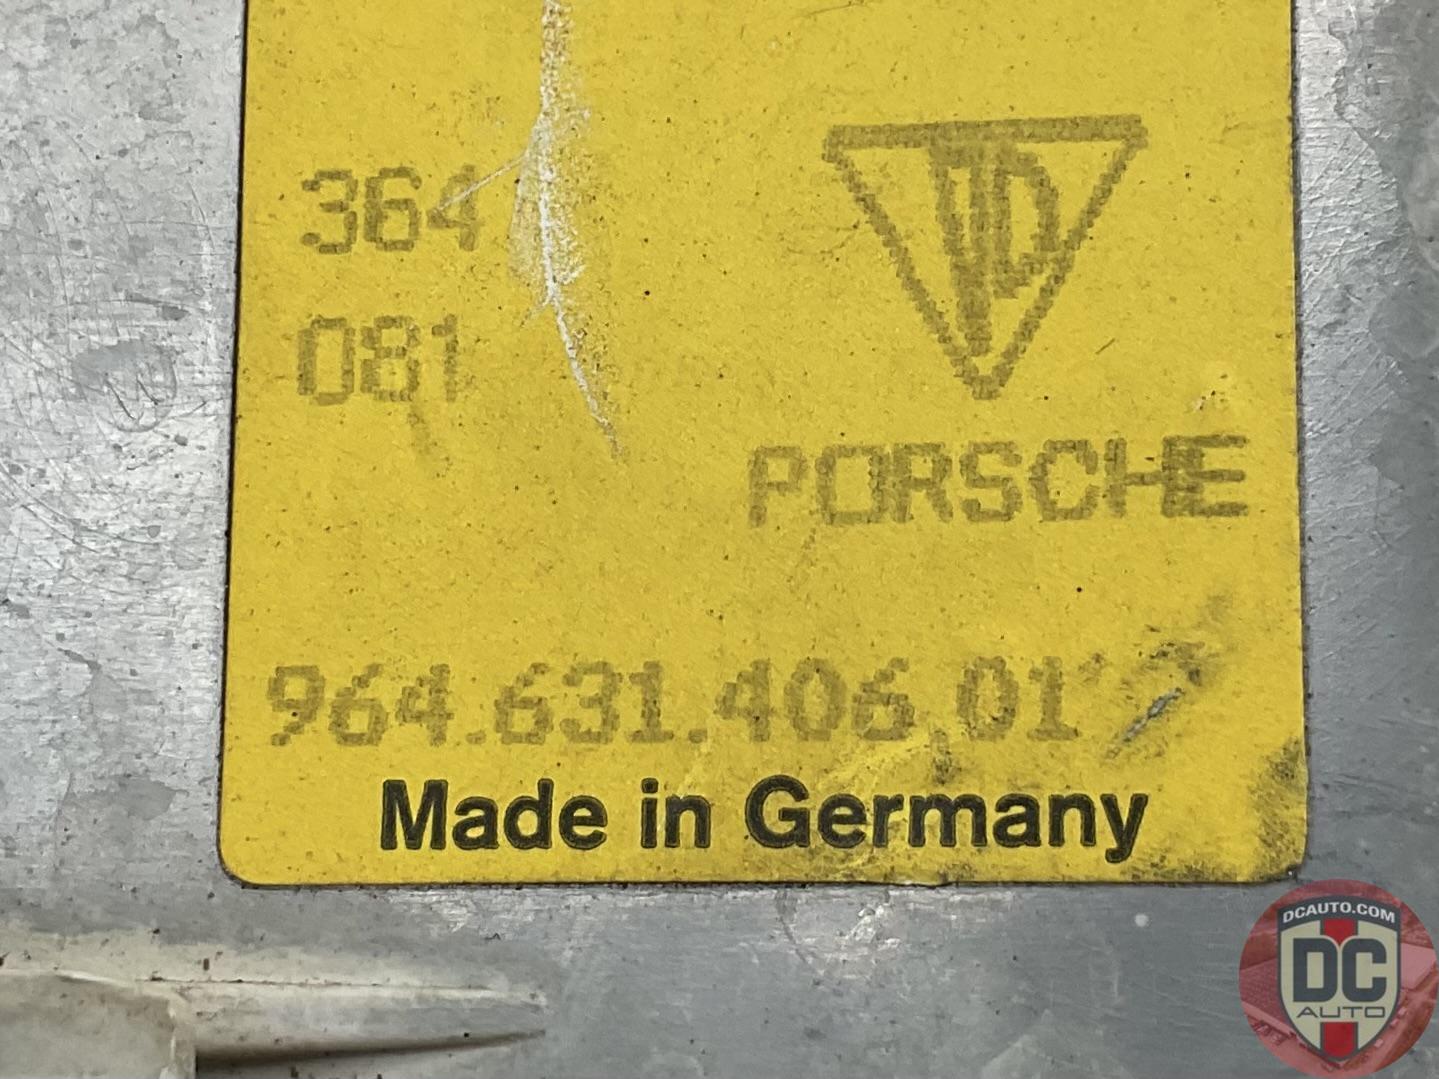 364
081
PORSCHE
964.631.406.01
Made in Germany
DCAUTO.COM
DC
AUTO